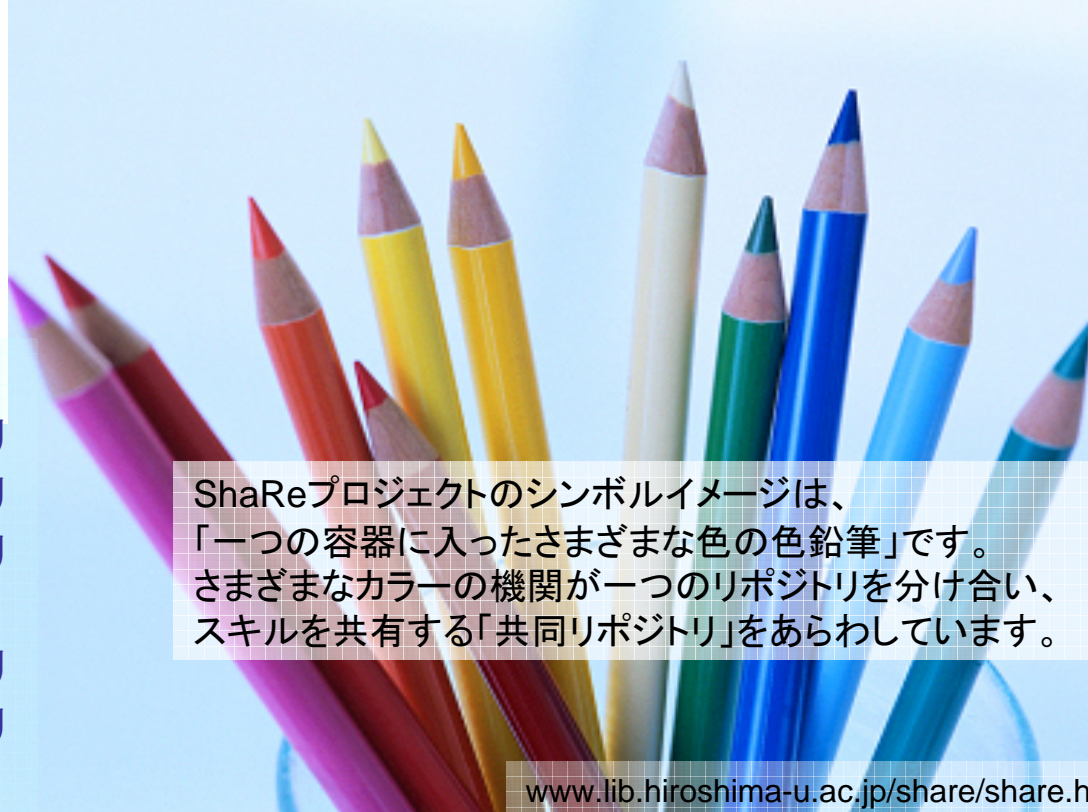 ShaReプロジェクトのシンボルイメージは、
「一つの容器に入ったさまざまな色の色鉛筆」です。
さまざまなカラーの機関が一つのリポジトリを分け合い、
スキルを共有する「共同リポジトリ」をあらわしています。
www.lib.hiroshima-u.ac.jp/share/share.h